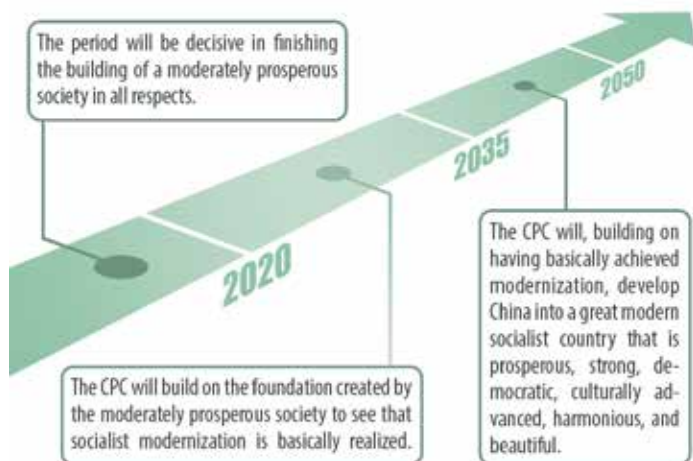 The period will be decisive in finishing
the building of a moderately prosperous
society in all respects.
2050
2035
2020
The CPC will build on the foundation created by
the moderately prosperous society to see that
socialist modernization is basically realized.
The CPC will, building on
having basically achieved
modernization, develop
China into a great modern
socialist country that is
prosperous, strong, de-
mocratic, culturally ad-
vanced, harmonious, and
beautiful.